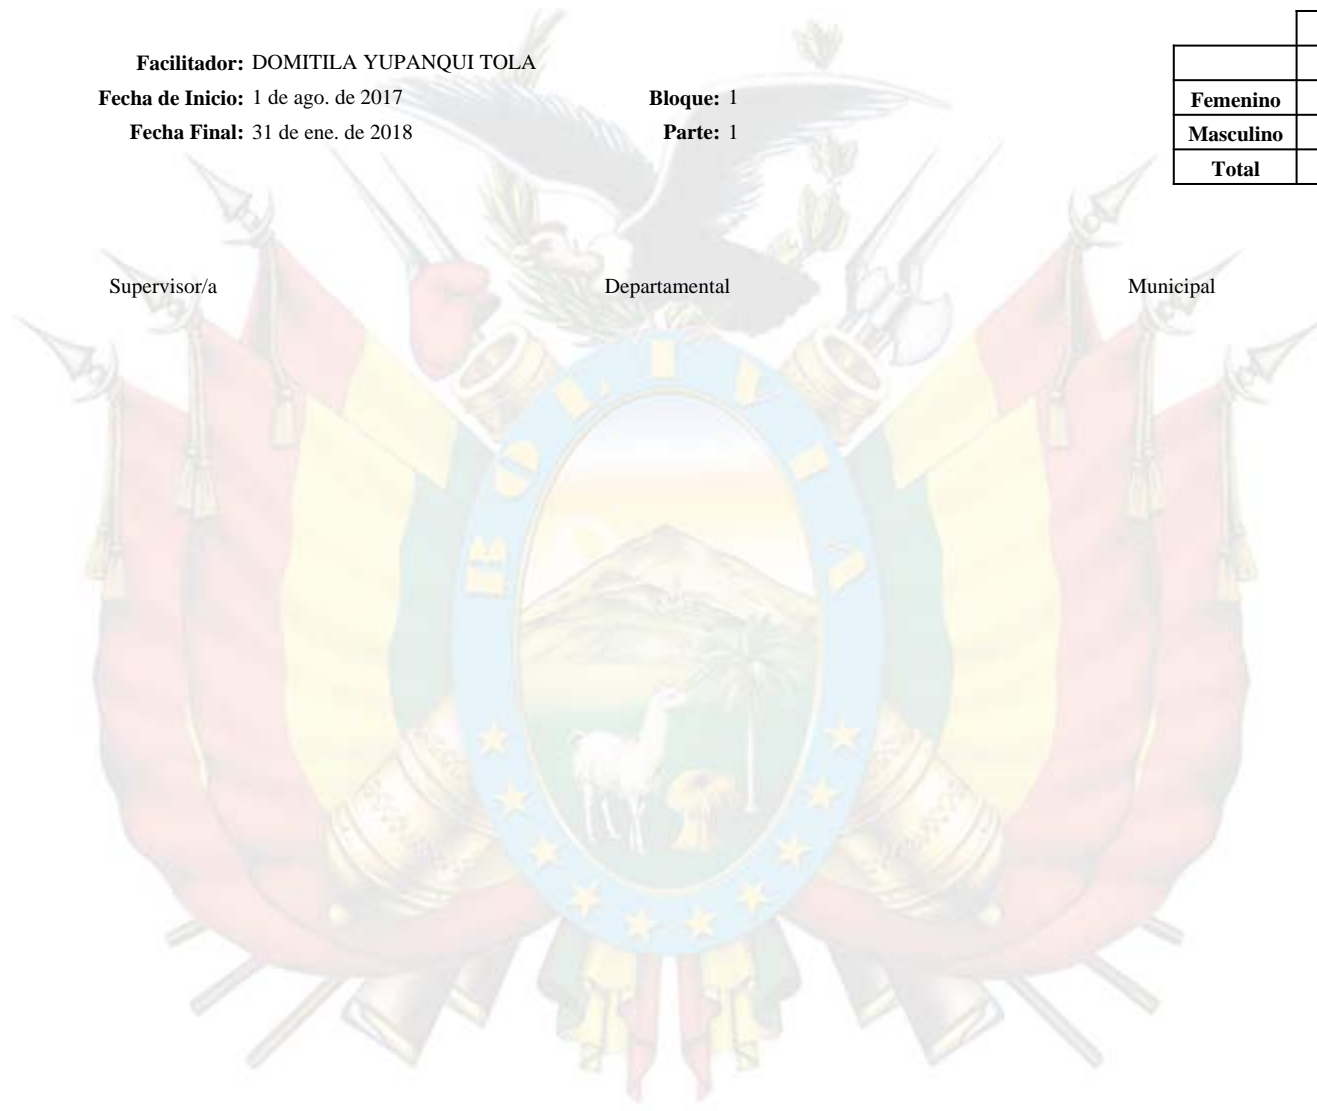 Facilitador: DOMITILA YUPANQUI TOLA
Fecha de Inicio: 1 de ago. de 2017 Bloque: 1
Fecha Final: 31 de ene. de 2018 Parte: 1
Femenino
Masculino
Total
Supervisor/a Departamental Municipal
BOLIVIA